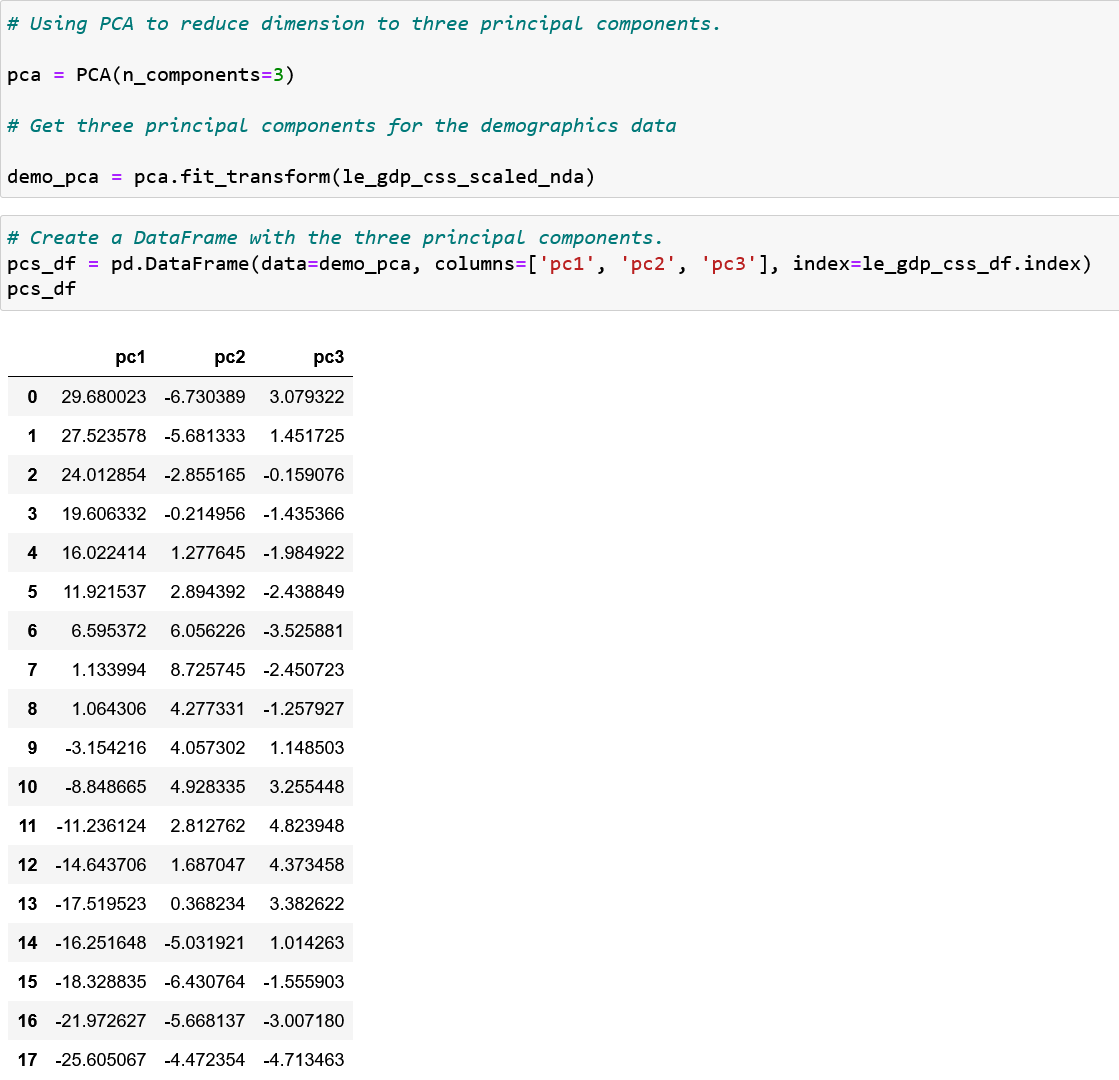 # Using PCA to reduce dimension to three principal components.
pca = PCA(n_components=3)
# Get three principal components for the demographics data
demo_pca = pca.fit_transform(le_gdp_css_scaled_nda)
# Create a DataFrame with the three principal components.
pcs_df = pd.DataFrame(data=demo_pca, columns=['pc1', 'pc2', 'pc3'], index=le_gdp_css_df.index)
pcs_df
pc1 pc2 pc3
0 29.680023 -6.730389 3.079322
1 27.523578 -5.681333 1.451725
2 24.012854 -2.855165 -0.159076
3 19.606332 -0.214956 -1.435366
4 16.022414 1.277645 -1.984922
5 11.921537 2.894392 -2.438849
6 6.595372 6.056226 -3.525881
7 1.133994 8.725745 -2.450723
8 1.064306 4.277331 -1.257927
9 -3.154216 4.057302 1.148503
10 -8.848665 4.928335 3.255448
11 -11.236124 2.812762 4.823948
12 -14.643706 1.687047 4.373458
13 -17.519523 0.368234 3.382622
14 -16.251648 -5.031921 1.014263
15 -18.328835 -6.430764 -1.555903
16 -21.972627 -5.668137 -3.007180
17 -25.605067 -4.472354 -4.713463